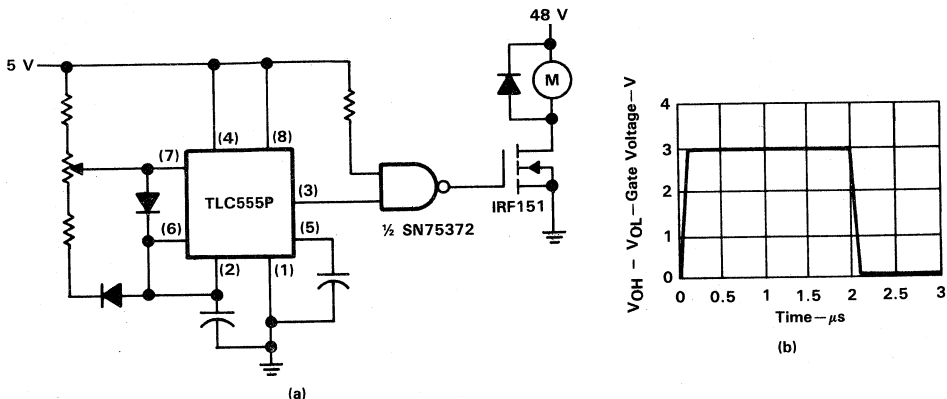 48 V
5 V
M
(4)
(8)
(7)
TLC555P
(3)
(6)
(5)
(2)
(1)
½ SN75372
IRF151
(a)
VOH – VOL – Gate Voltage – V
4
3
2
1
0
0 0.5 1 1.5 2 2.5 3
Time – μs
(b)